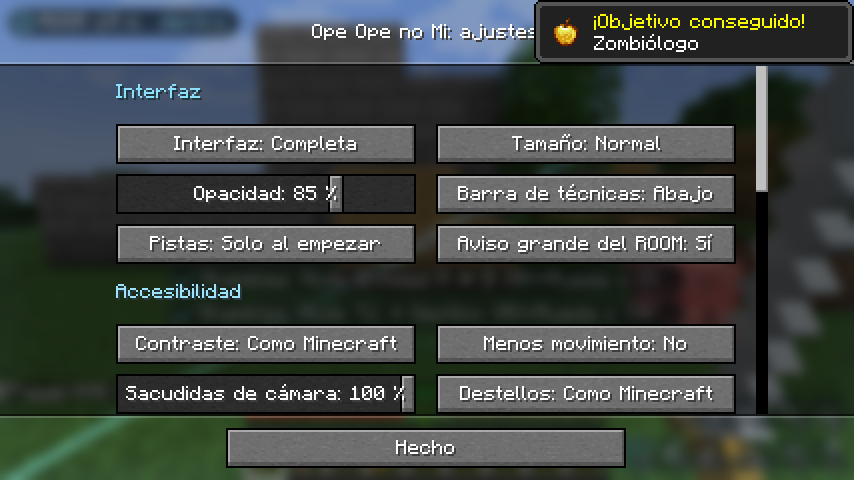 Ope Ope no Mi: ajustes
¡Objetivo conseguido!
Zombiólogo
Interfaz
Interfaz: Completa
Tamaño: Normal
Opacidad: 85 %
Barra de técnicas: Abajo
Pistas: Solo al empezar
Aviso grande del ROOM: Sí
Accesibilidad
Contraste: Como Minecraft
Menos movimiento: No
Sacudidas de cámara: 100 %
Destellos: Como Minecraft
Hecho